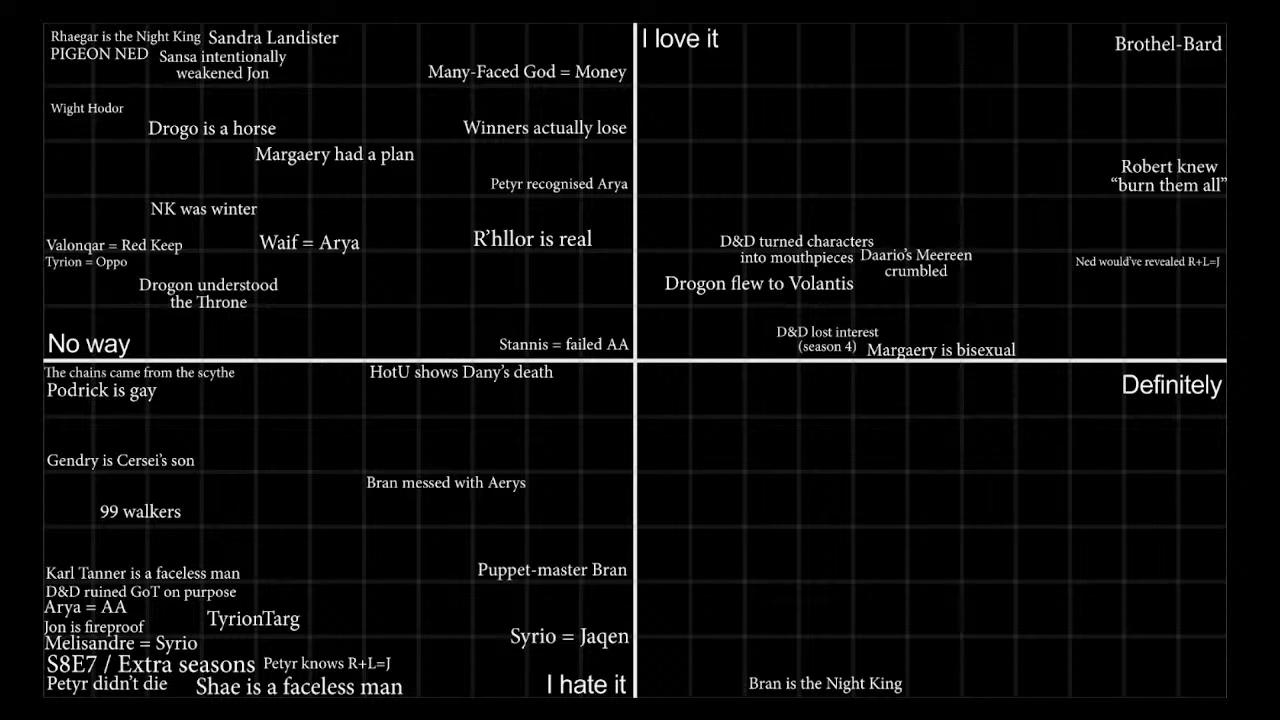 Rhaegar is the Night King
Sandra Landister
PIGEON NED
Sansa intentionally
weakened Jon
Many-Faced God = Money
Wight Hodor
Drogo is a horse
Winners actually lose
Margaery had a plan
Petyr recognised Arya
NK was winter
Valonqar = Red Keep
Waif = Arya
R'hllor is real
Tyrion = Oppo
Drogon understood
the Throne
No way
Stannis = failed AA
I love it
Brothel-Bard
Robert knew
“burn them all”
D&D turned characters
into mouthpieces
Daario's Meereen
crumbled
Ned would've revealed R+L=J
Drogon flew to Volantis
D&D lost interest
(season 4)
Margaery is bisexual
The chains came from the scythe
Podrick is gay
HotU shows Dany's death
Gendry is Cersei's son
Bran messed with Aerys
99 walkers
Karl Tanner is a faceless man
Puppet-master Bran
D&D ruined GoT on purpose
Arya = AA
TyrionTarg
Jon is fireproof
Melisandre = Syrio
Syrio = Jaqen
S8E7 / Extra seasons
Petyr knows R+L=J
Petyr didn't die
Shae is a faceless man
I hate it
Definitely
Bran is the Night King